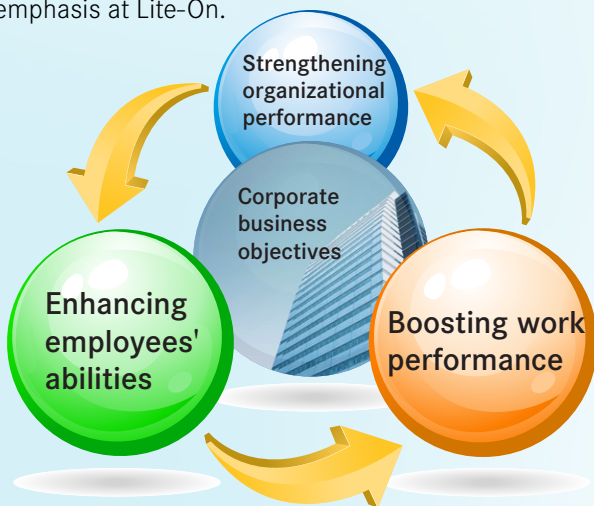 emphasis at Lite-On.
Strengthening
organizational
performance
Corporate
business
objectives
Enhancing
employees'
abilities
Boosting work
performance